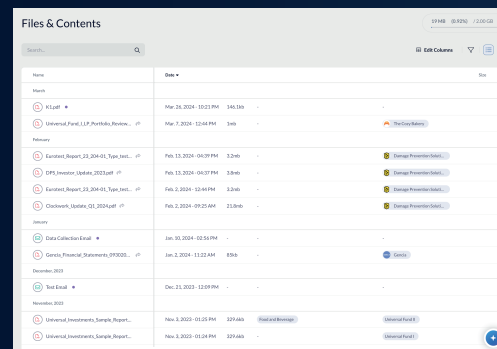 Files & Contents
19 MB (0.92%) / 2.00 GB
Search...
Edit Columns
Name Date Size
March
K1.pdf Mar. 26, 2024 - 10:21 PM 146.1kb - -
Universal_Fund_I_LP_Portfolio_Review... Mar. 7, 2024 - 12:44 PM 1mb - The Cozy Bakery
February
Eurotest_Report_23_204-01_Type_test... Feb. 13, 2024 - 04:39 PM 3.2mb - Damage Prevention Soluti...
DPS_Investor_Update_2023.pdf Feb. 13, 2024 - 04:37 PM 3.8mb - Damage Prevention Soluti...
Eurotest_Report_23_204-01_Type_test... Feb. 2, 2024 - 12:44 PM 3.2mb - Damage Prevention Soluti...
Clockwork_Update_Q1_2024.pdf Feb. 2, 2024 - 09:25 AM 21.8mb - Damage Prevention Soluti...
January
Data Collection Email Jan. 10, 2024 - 02:56 PM - - -
Gencia_Financial_Statements_093020... Jan. 2, 2024 - 11:22 AM 85kb - Gencia
December, 2023
Test Email Dec. 21, 2023 - 12:09 PM - - -
November, 2023
Universal_Investments_Sample_Report... Nov. 3, 2023 - 01:25 PM 329.6kb Food and Beverage Universal Fund II
Universal_Investments_Sample_Report... Nov. 3, 2023 - 01:24 PM 329.6kb - Universal Fund I